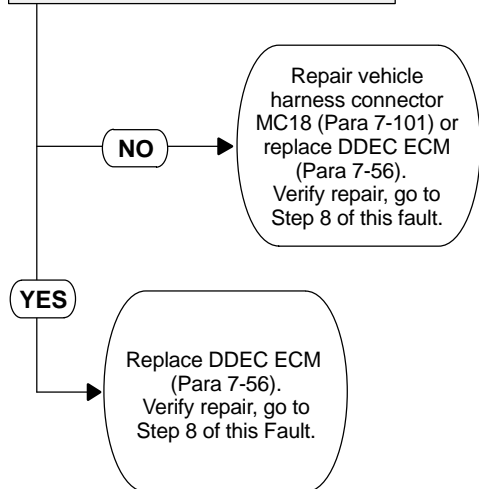 NO
Repair vehicle
harness connector
MC18 (Para 7-101) or
replace DDEC ECM
(Para 7-56).
Verify repair, go to
Step 8 of this fault.
YES
Replace DDEC ECM
(Para 7-56).
Verify repair, go to
Step 8 of this Fault.